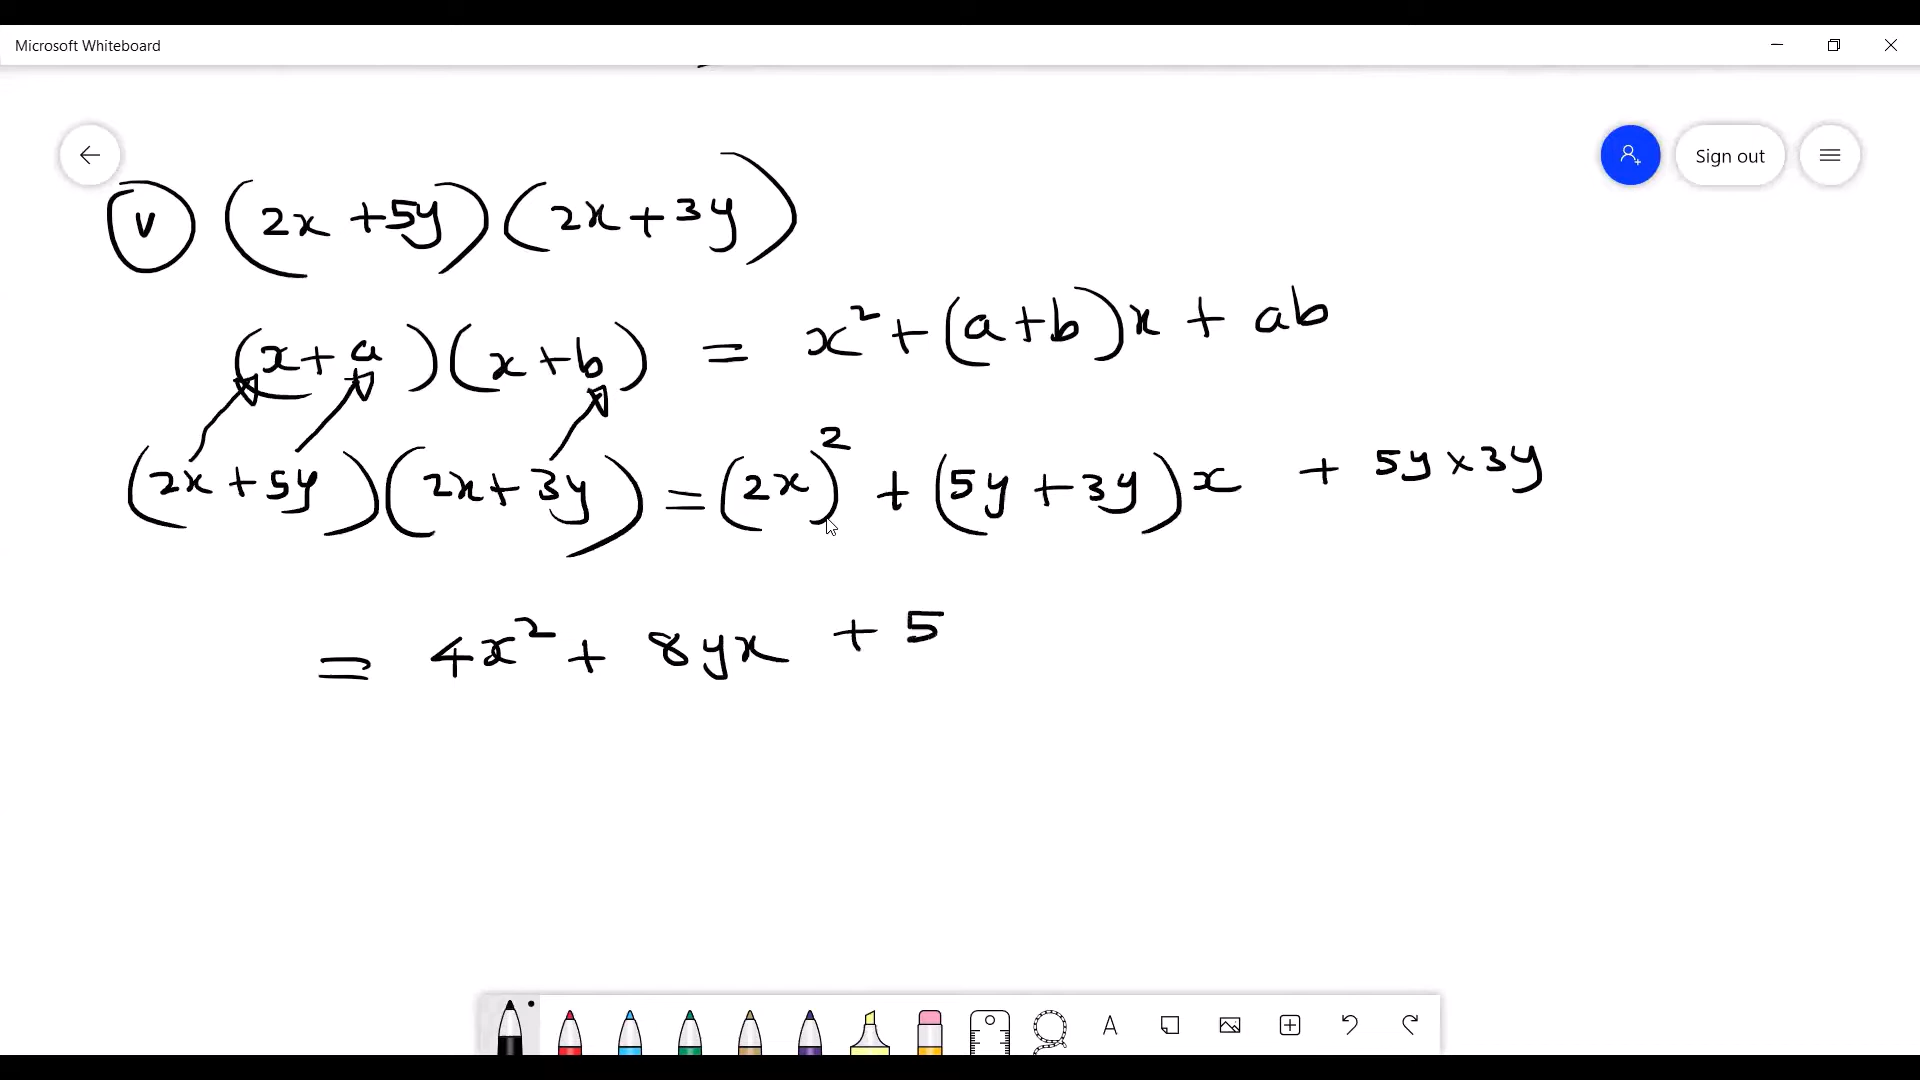 Microsoft Whiteboard
Sign out
(v) (2x + 5y)(2x + 3y)
(x + a)(x + b) = x² + (a + b)x + ab
(2x + 5y)(2x + 3y) = (2x)² + (5y + 3y)x + 5y × 3y
= 4x² + 8yx + 5
A